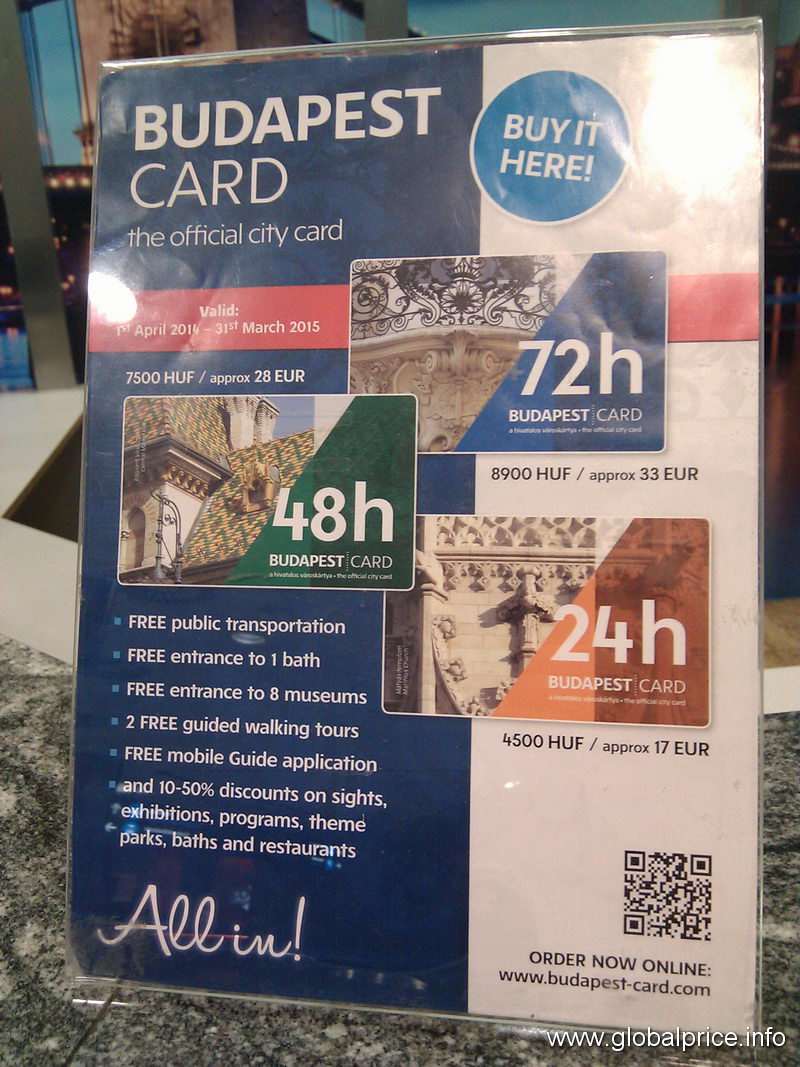 BUDAPEST
CARD
the official city card
BUY IT
HERE!
Valid:
1st April 2014 – 31st March 2015
7500 HUF / approx 28 EUR
72h
BUDAPEST CARD
a hivatalos városkártya • the official city card
8900 HUF / approx 33 EUR
48h
BUDAPEST CARD
a hivatalos városkártya • the official city card
24h
BUDAPEST CARD
a hivatalos városkártya • the official city card
Mátyás templom
Matthias Church
4500 HUF / approx 17 EUR
FREE public transportation
FREE entrance to 1 bath
FREE entrance to 8 museums
2 FREE guided walking tours
FREE mobile Guide application
and 10-50% discounts on sights,
exhibitions, programs, theme
parks, baths and restaurants
All in!
ORDER NOW ONLINE:
www.budapest-card.com
www.globalprice.info